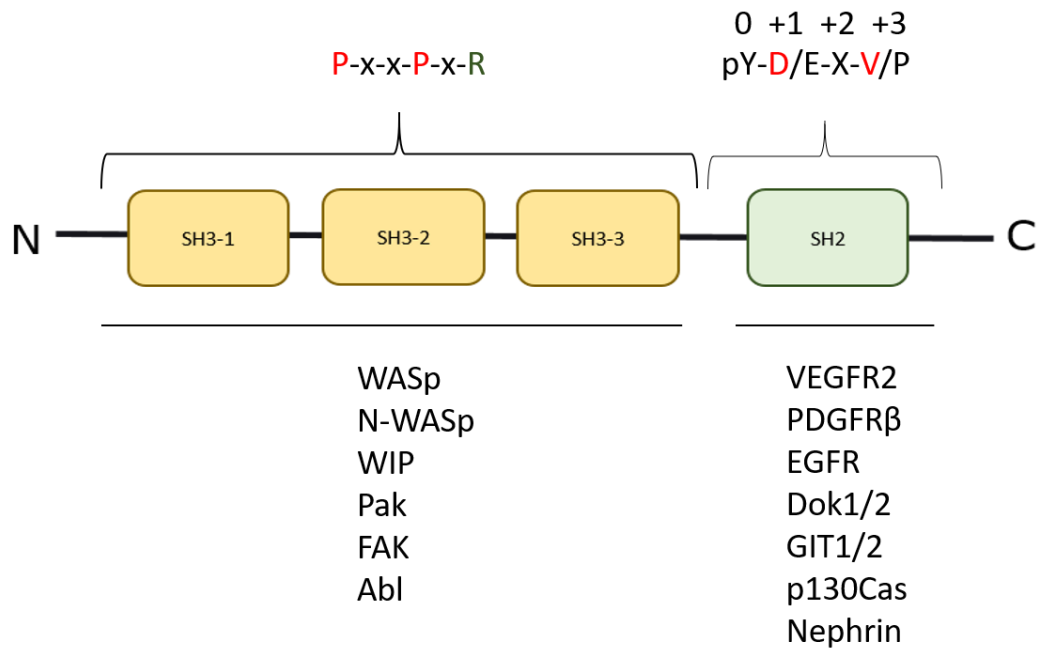 0 +1 +2 +3
P-x-x-P-x-R
pY-D/E-X-V/P
N
SH3-1
SH3-2
SH3-3
SH2
C
WASp
N-WASp
WIP
Pak
FAK
Abl
VEGFR2
PDGFRβ
EGFR
Dok1/2
GIT1/2
p130Cas
Nephrin